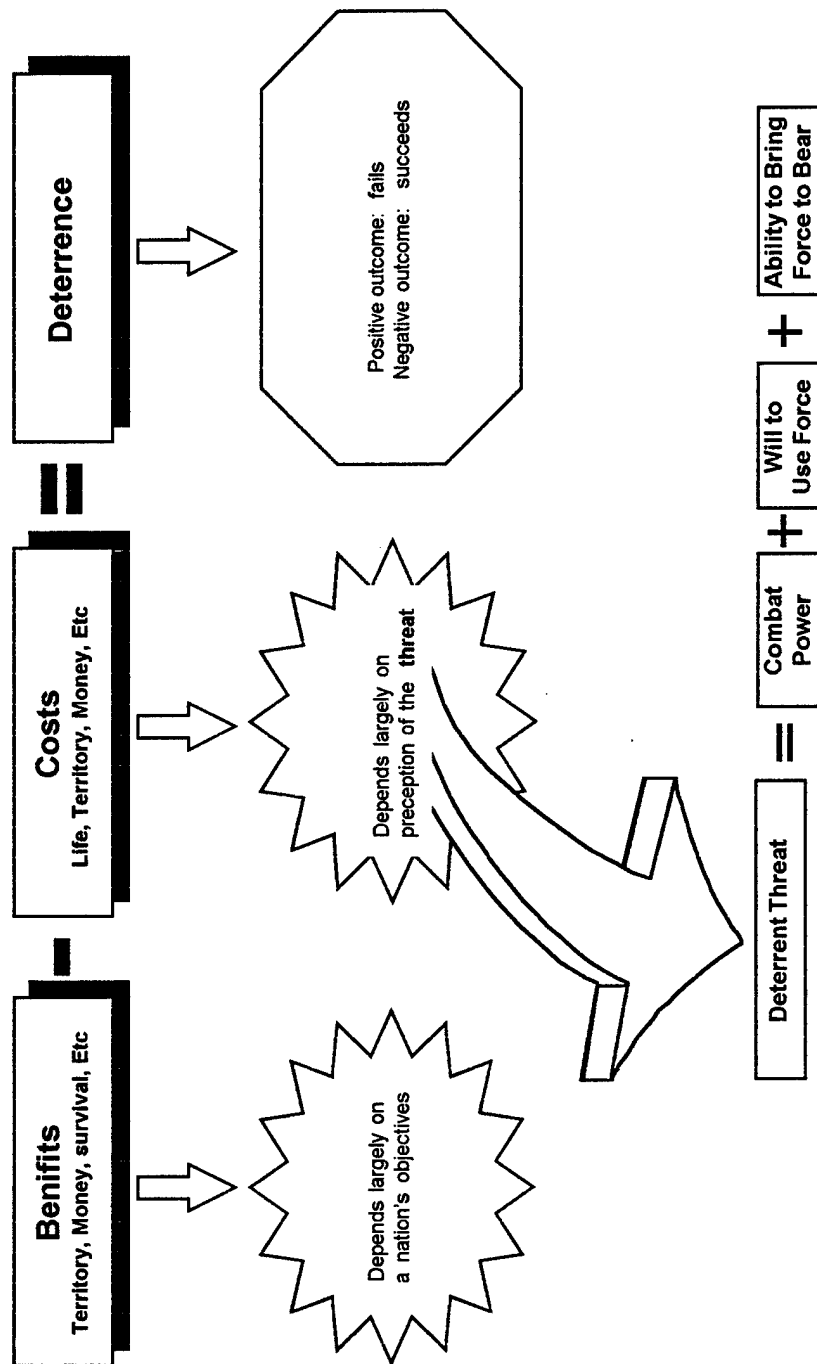 Benifits
Territory, Money, survival, Etc
–
Costs
Life, Territory, Money, Etc
=
Deterrence
Depends largely on
a nation's objectives
Depends largely on
preception of the threat
Positive outcome: fails
Negative outcome: succeeds
Deterrent Threat
=
Combat
Power
+
Will to
Use Force
+
Ability to Bring
Force to Bear